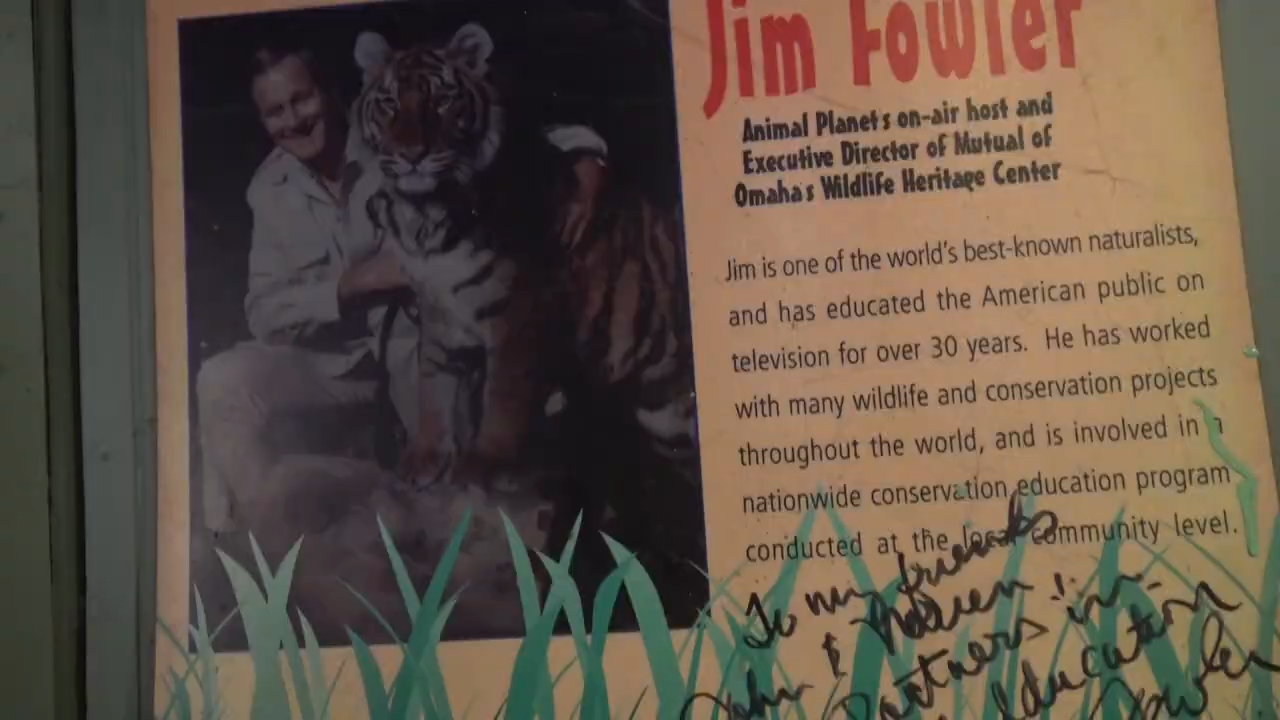 Jim Fowler
Animal Planet's on-air host and
Executive Director of Mutual of
Omaha's Wildlife Heritage Center
Jim is one of the world's best-known naturalists,
and has educated the American public on
television for over 30 years. He has worked
with many wildlife and conservation projects
throughout the world, and is involved in a
nationwide conservation education program
conducted at the local community level.
To my friends
John &
Partners in
Education
Fowler